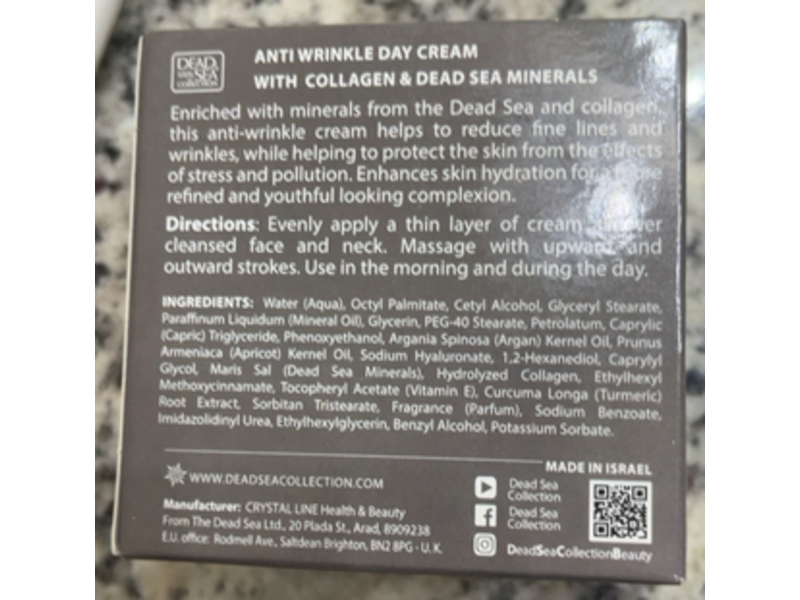 DEAD
SEA
COLLECTION
ANTI WRINKLE DAY CREAM
WITH COLLAGEN & DEAD SEA MINERALS
Enriched with minerals from the Dead Sea and collagen,
this anti-wrinkle cream helps to reduce fine lines and
wrinkles, while helping to protect the skin from the effects
of stress and pollution. Enhances skin hydration for a more
refined and youthful looking complexion.
Directions: Evenly apply a thin layer of cream over
cleansed face and neck. Massage with upward and
outward strokes. Use in the morning and during the day.
INGREDIENTS: Water (Aqua), Octyl Palmitate, Cetyl Alcohol, Glyceryl Stearate,
Paraffinum Liquidum (Mineral Oil), Glycerin, PEG-40 Stearate, Petrolatum, Caprylic
(Capric) Triglyceride, Phenoxyethanol, Argania Spinosa (Argan) Kernel Oil, Prunus
Armeniaca (Apricot) Kernel Oil, Sodium Hyaluronate, 1,2-Hexanediol, Caprylyl
Glycol, Maris Sal (Dead Sea Minerals), Hydrolyzed Collagen, Ethylhexyl
Methoxycinnamate, Tocopheryl Acetate (Vitamin E), Curcuma Longa (Turmeric)
Root Extract, Sorbitan Tristearate, Fragrance (Parfum), Sodium Benzoate,
Imidazolidinyl Urea, Ethylhexylglycerin, Benzyl Alcohol, Potassium Sorbate.
MADE IN ISRAEL
WWW.DEADSEACOLLECTION.COM
Manufacturer: CRYSTAL LINE Health & Beauty
From The Dead Sea Ltd., 20 Plada St., Arad, 8909238
E.U. office: Rodmell Ave., Saltdean Brighton, BN2 8PG - U.K.
Dead Sea
Collection
Dead Sea
Collection
DeadSeaCollectionBeauty